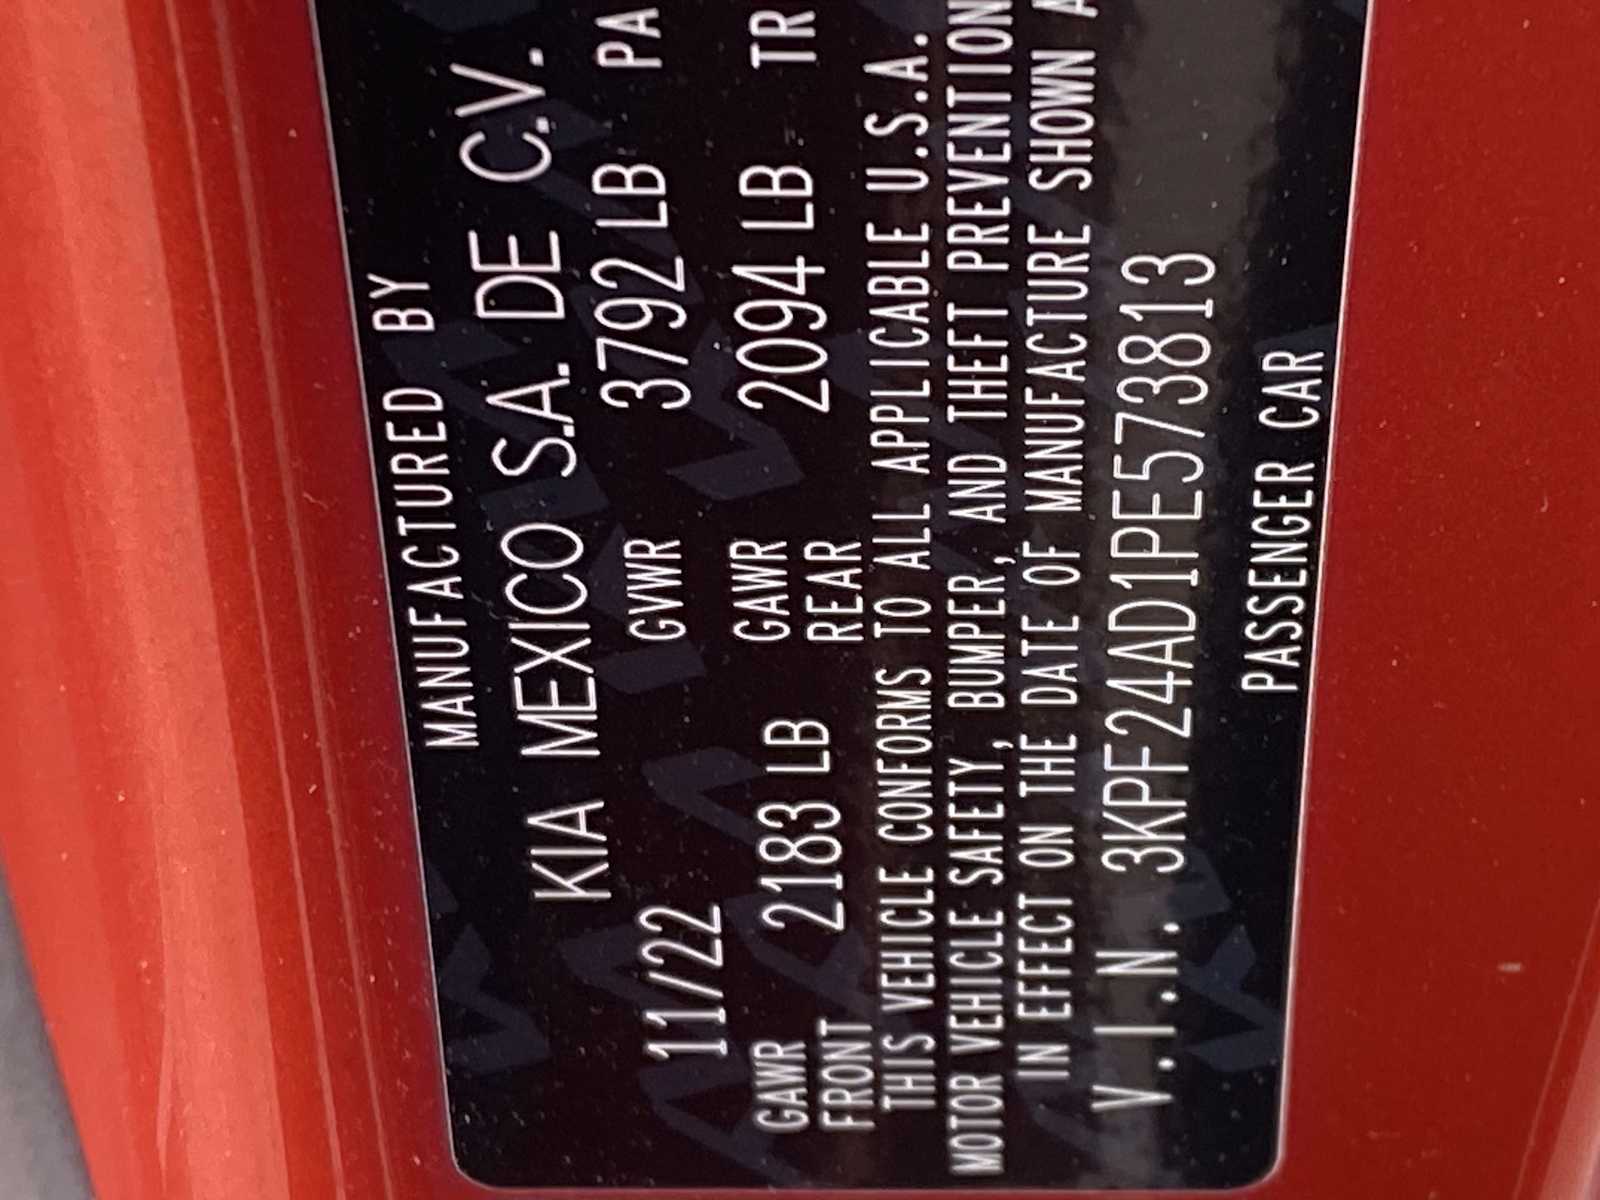 MANUFACTURED BY
KIA MEXICO S.A. DE C.V.
11/22 GVWR 3792 LB PA
GAWR FRONT 2183 LB GAWR REAR 2094 LB TR
THIS VEHICLE CONFORMS TO ALL APPLICABLE U.S.A.
MOTOR VEHICLE SAFETY, BUMPER, AND THEFT PREVENTION
IN EFFECT ON THE DATE OF MANUFACTURE SHOWN A
V.I.N. 3KPF24AD1PE573813
PASSENGER CAR